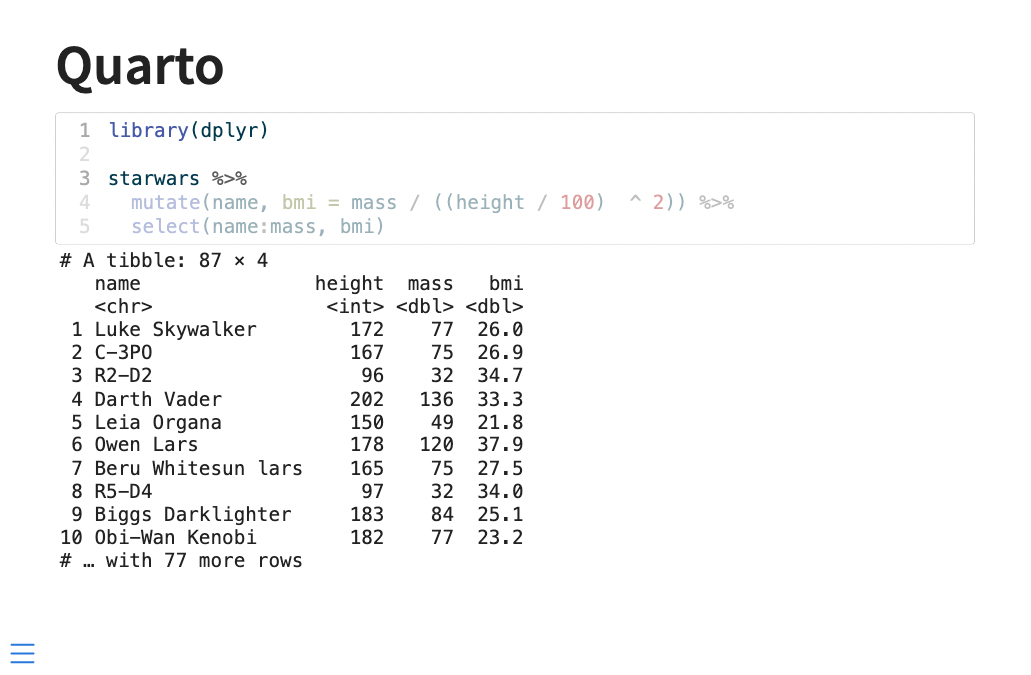 Quarto
1 library(dplyr)
2
3 starwars %>%
4   mutate(name, bmi = mass / ((height / 100)  ^ 2)) %>%
5   select(name:mass, bmi)
# A tibble: 87 × 4
   name               height  mass   bmi
   <chr>               <int> <dbl> <dbl>
 1 Luke Skywalker        172    77  26.0
 2 C-3PO                 167    75  26.9
 3 R2-D2                  96    32  34.7
 4 Darth Vader           202   136  33.3
 5 Leia Organa           150    49  21.8
 6 Owen Lars             178   120  37.9
 7 Beru Whitesun lars    165    75  27.5
 8 R5-D4                  97    32  34.0
 9 Biggs Darklighter     183    84  25.1
10 Obi-Wan Kenobi        182    77  23.2
# … with 77 more rows